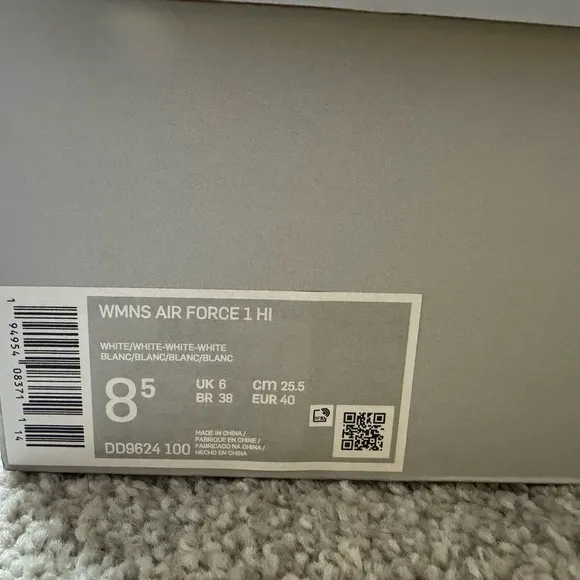 WMNS AIR FORCE 1 HI
WHITE/WHITE-WHITE-WHITE
BLANC/BLANC/BLANC/BLANC
8⁵
UK 6 cm 25.5
BR 38 EUR 40
DD9624 100
MADE IN CHINA /
FABRIQUE EN CHINE /
FABRICADO NA CHINA /
HECHO EN CHINA
1 94954 08371 14